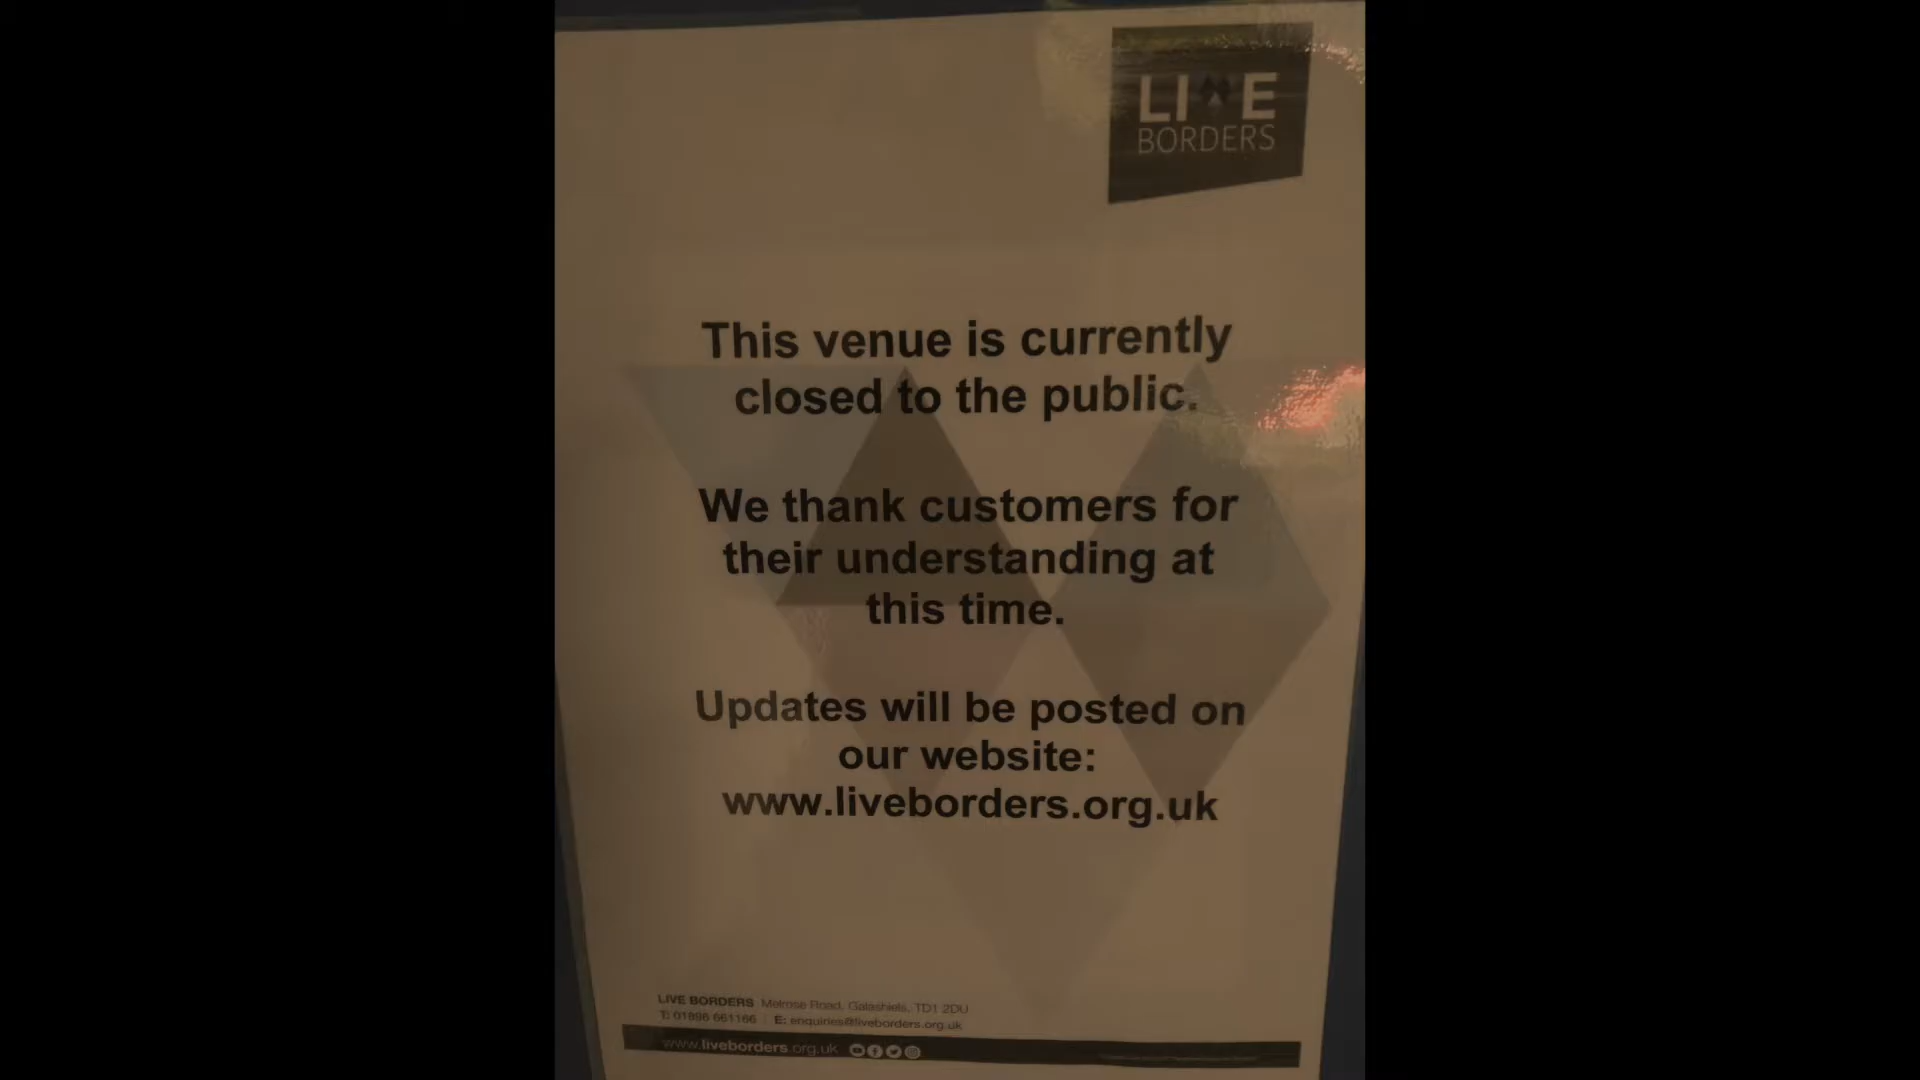 LIVE
BORDERS
This venue is currently
closed to the public.
We thank customers for
their understanding at
this time.
Updates will be posted on
our website:
www.liveborders.org.uk
LIVE BORDERS Melrose Road, Galashiels, TD1 2DU
T: 01896 661166 | E: enquiries@liveborders.org.uk
www.liveborders.org.uk